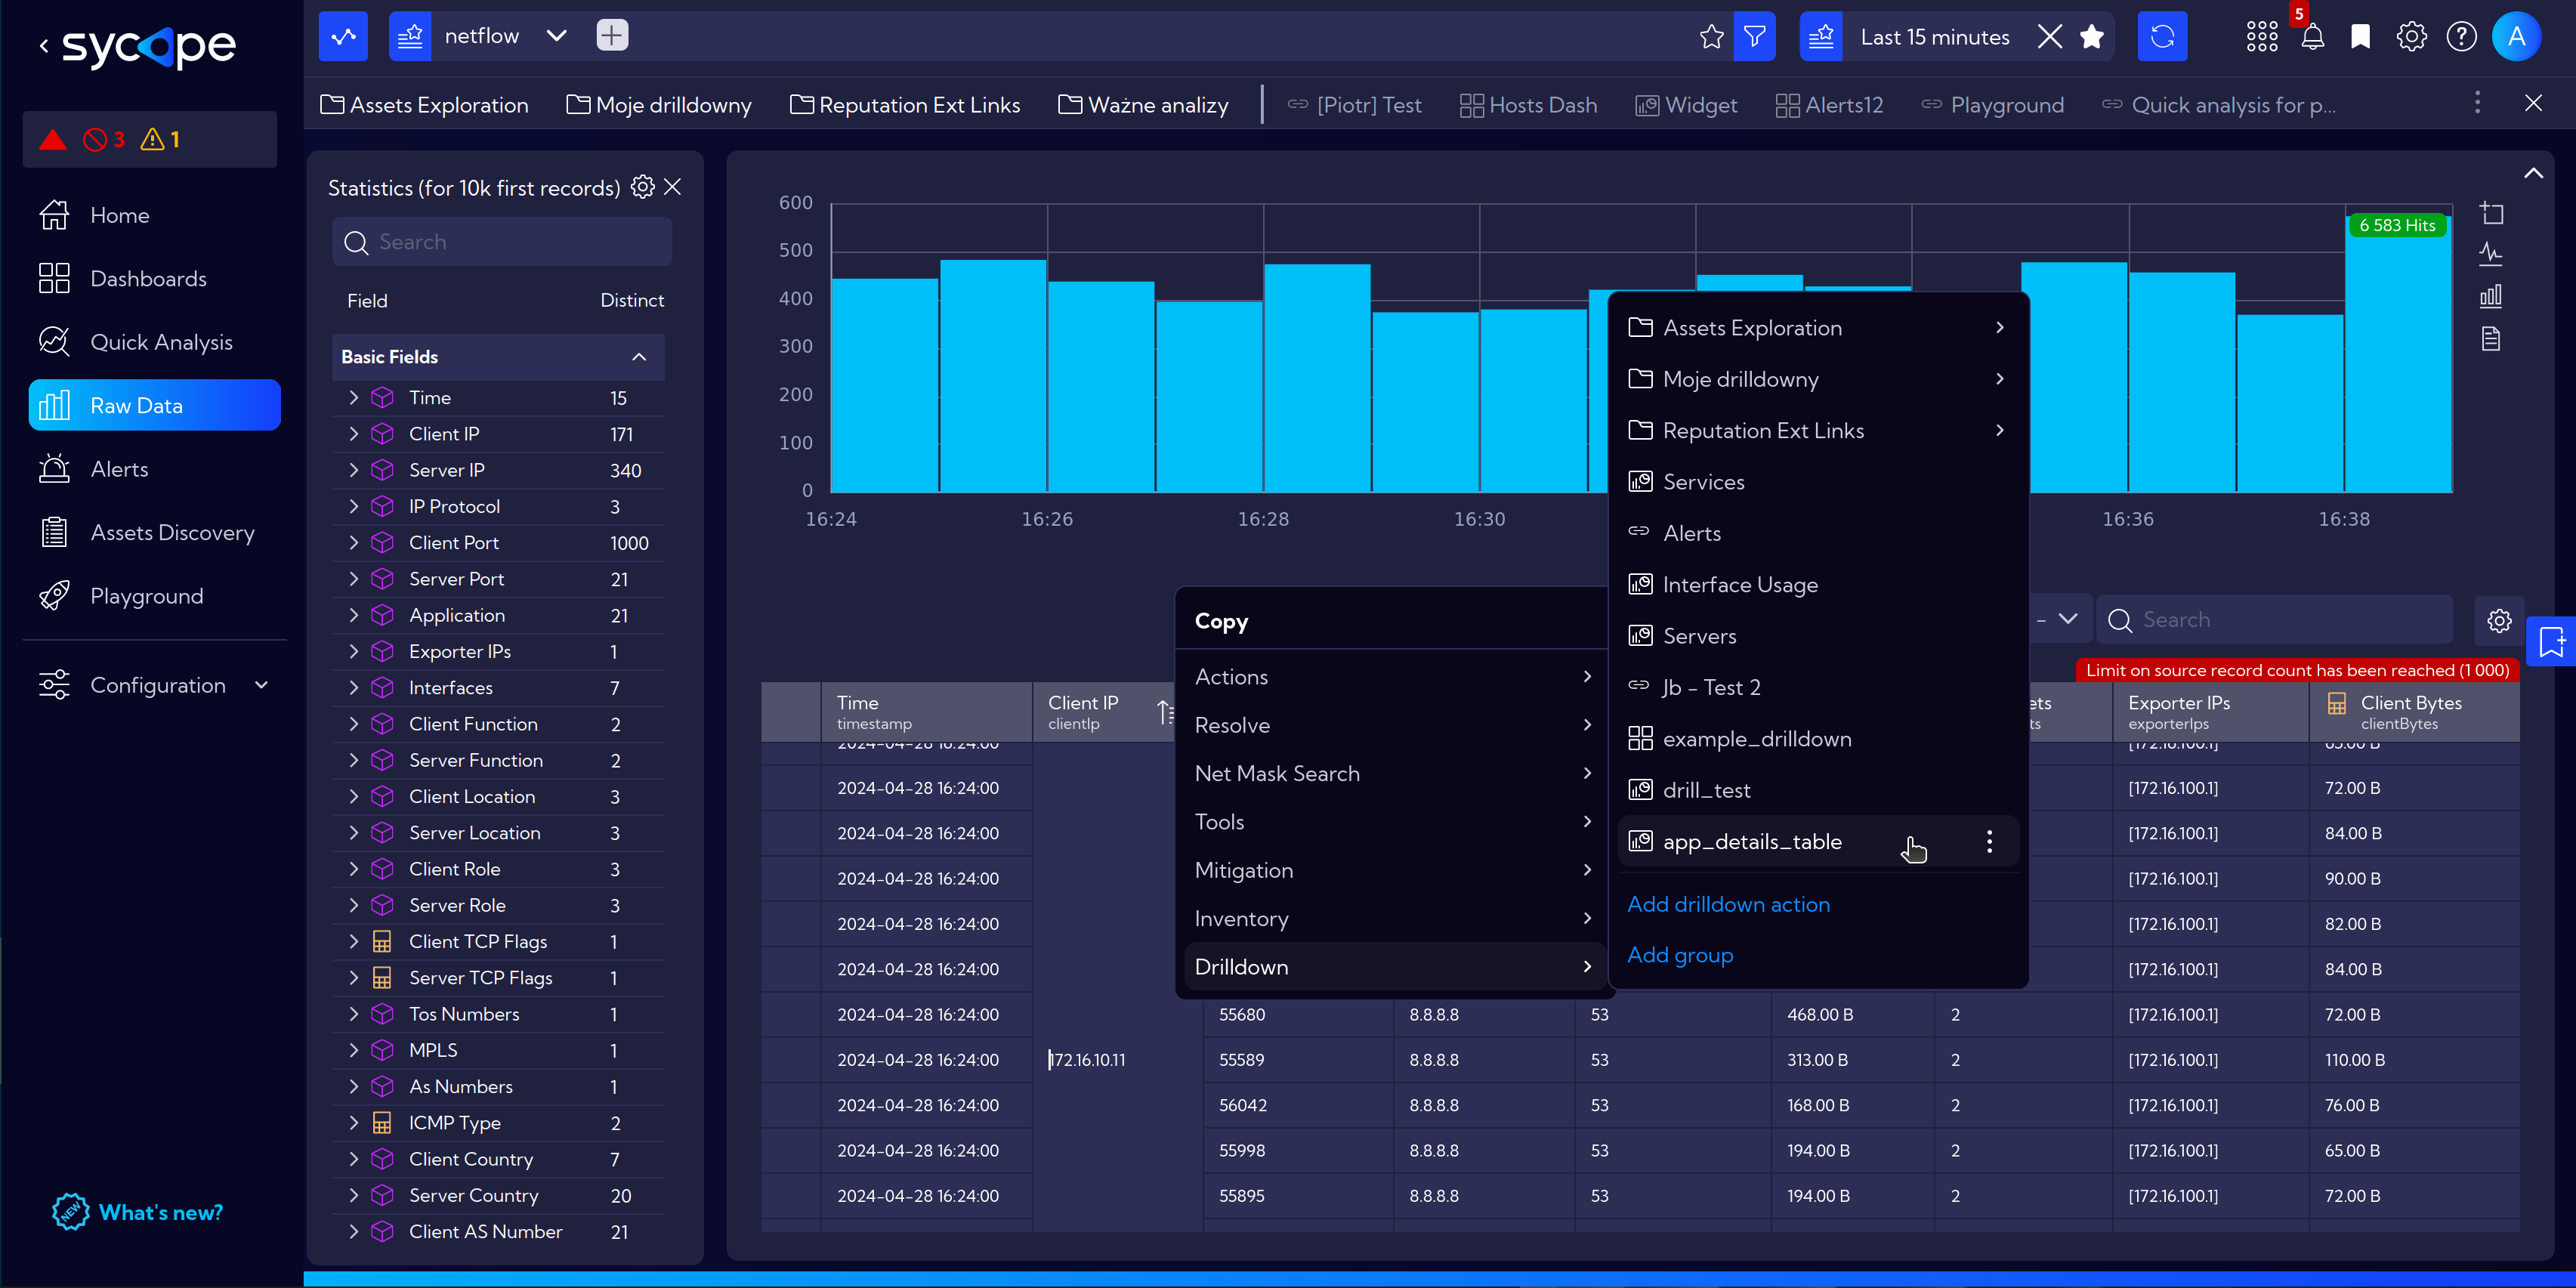 sycope
netflow
Last 15 minutes
5
A
Assets Exploration
Moje drilldowny
Reputation Ext Links
Ważne analizy
[Piotr] Test
Hosts Dash
Widget
Alerts12
Playground
Quick analysis for p...
3
1
Home
Dashboards
Quick Analysis
Raw Data
Alerts
Assets Discovery
Playground
Configuration
NEW
What's new?
Statistics (for 10k first records)
Search
Field Distinct
Basic Fields
Time 15
Client IP 171
Server IP 340
IP Protocol 3
Client Port 1000
Server Port 21
Application 21
Exporter IPs 1
Interfaces 7
Client Function 2
Server Function 2
Client Location 3
Server Location 3
Client Role 3
Server Role 3
Client TCP Flags 1
Server TCP Flags 1
Tos Numbers 1
MPLS 1
As Numbers 1
ICMP Type 2
Client Country 7
Server Country 20
Client AS Number 21
600
500
400
300
200
100
0
16:24 16:26 16:28 16:30 16:36 16:38
6 583 Hits
Copy
Actions
Resolve
Net Mask Search
Tools
Mitigation
Inventory
Drilldown
Assets Exploration
Moje drilldowny
Reputation Ext Links
Services
Alerts
Interface Usage
Servers
Jb - Test 2
example_drilldown
drill_test
app_details_table
Add drilldown action
Add group
-
Search
Limit on source record count has been reached (1 000)
Time Client IP ets Exporter IPs Client Bytes
timestamp clientIp ts exporterIps clientBytes
2024-04-28 16:24:00 [172.16.100.1]
2024-04-28 16:24:00 [172.16.100.1] 72.00 B
2024-04-28 16:24:00 [172.16.100.1] 84.00 B
2024-04-28 16:24:00 [172.16.100.1] 90.00 B
2024-04-28 16:24:00 [172.16.100.1] 82.00 B
2024-04-28 16:24:00 [172.16.100.1] 84.00 B
2024-04-28 16:24:00 55680 8.8.8.8 53 468.00 B 2 [172.16.100.1] 72.00 B
2024-04-28 16:24:00 172.16.10.11 55589 8.8.8.8 53 313.00 B 2 [172.16.100.1] 110.00 B
2024-04-28 16:24:00 56042 8.8.8.8 53 168.00 B 2 [172.16.100.1] 76.00 B
2024-04-28 16:24:00 55998 8.8.8.8 53 194.00 B 2 [172.16.100.1] 65.00 B
2024-04-28 16:24:00 55895 8.8.8.8 53 194.00 B 2 [172.16.100.1] 72.00 B